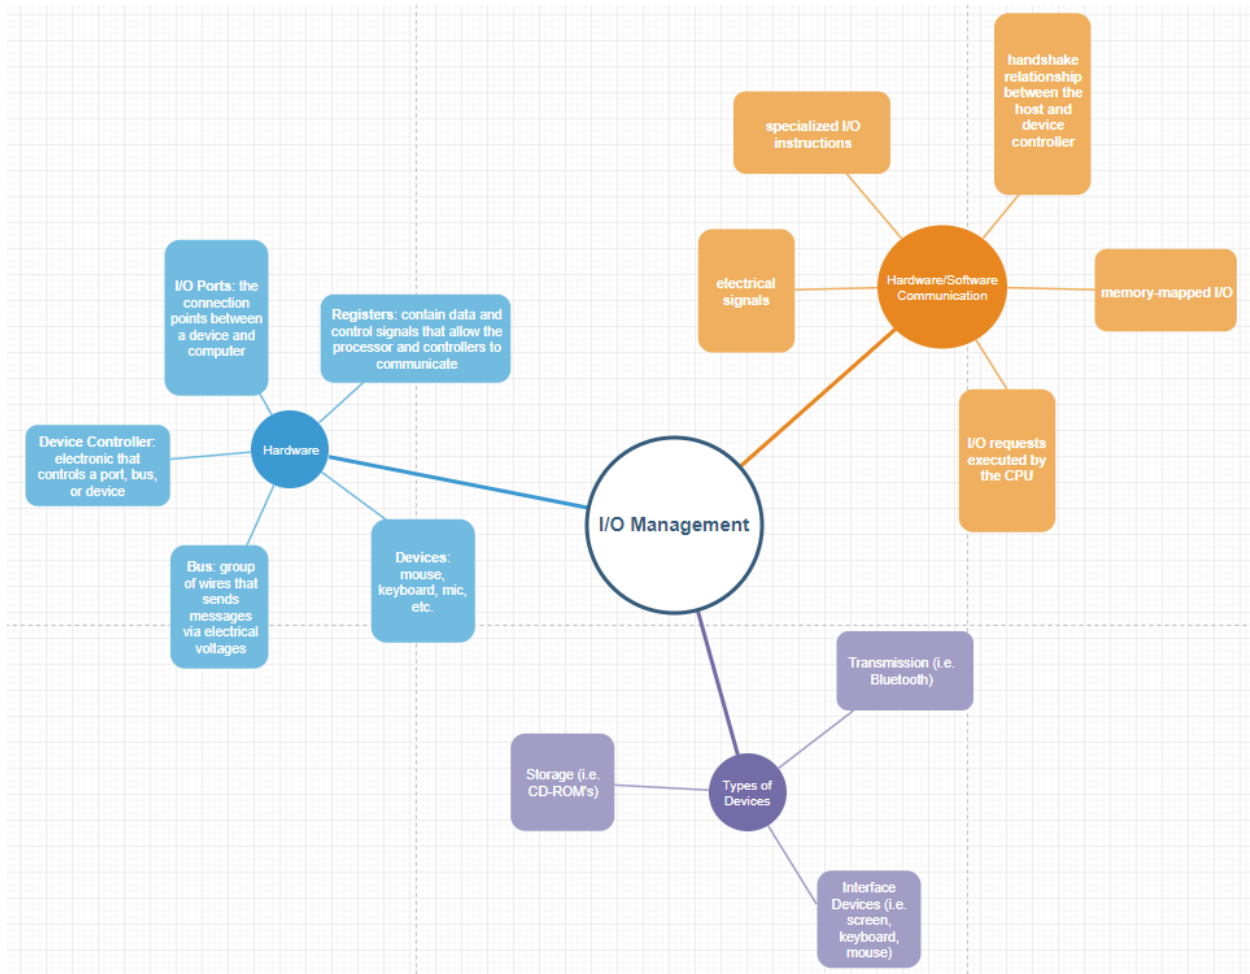 handshake
relationship
between the
host and
device
controller
specialized I/O
instructions
electrical
signals
Hardware/Software
Communication
memory-mapped I/O
I/O requests
executed by
the CPU
I/O Ports: the
connection
points between
a device and
computer
Registers: contain data and
control signals that allow the
processor and controllers to
communicate
Device Controller:
electronic that
controls a port, bus,
or device
Hardware
Bus: group
of wires that
sends
messages
via electrical
voltages
Devices:
mouse,
keyboard, mic,
etc.
I/O Management
Transmission (i.e.
Bluetooth)
Storage (i.e.
CD-ROM's)
Types of
Devices
Interface
Devices (i.e.
screen,
keyboard,
mouse)